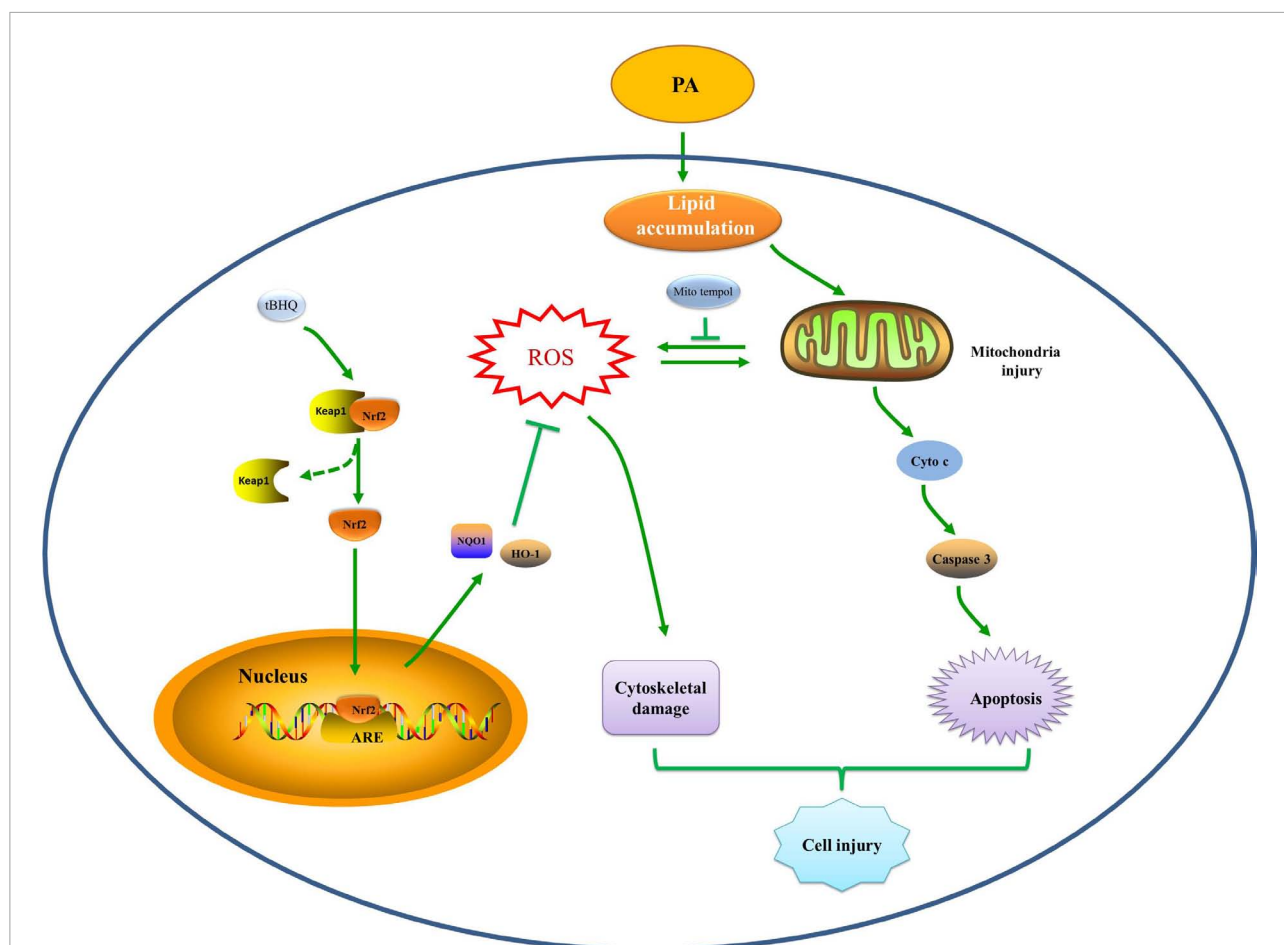 PA
Lipid
accumulation
Mito tempol
tBHQ
ROS
Mitochondria
injury
Keap1
Nrf2
Keap1
Nrf2
Cyto c
NQO1
HO-1
Caspase 3
Nucleus
Nrf2
ARE
Cytoskeletal
damage
Apoptosis
Cell injury